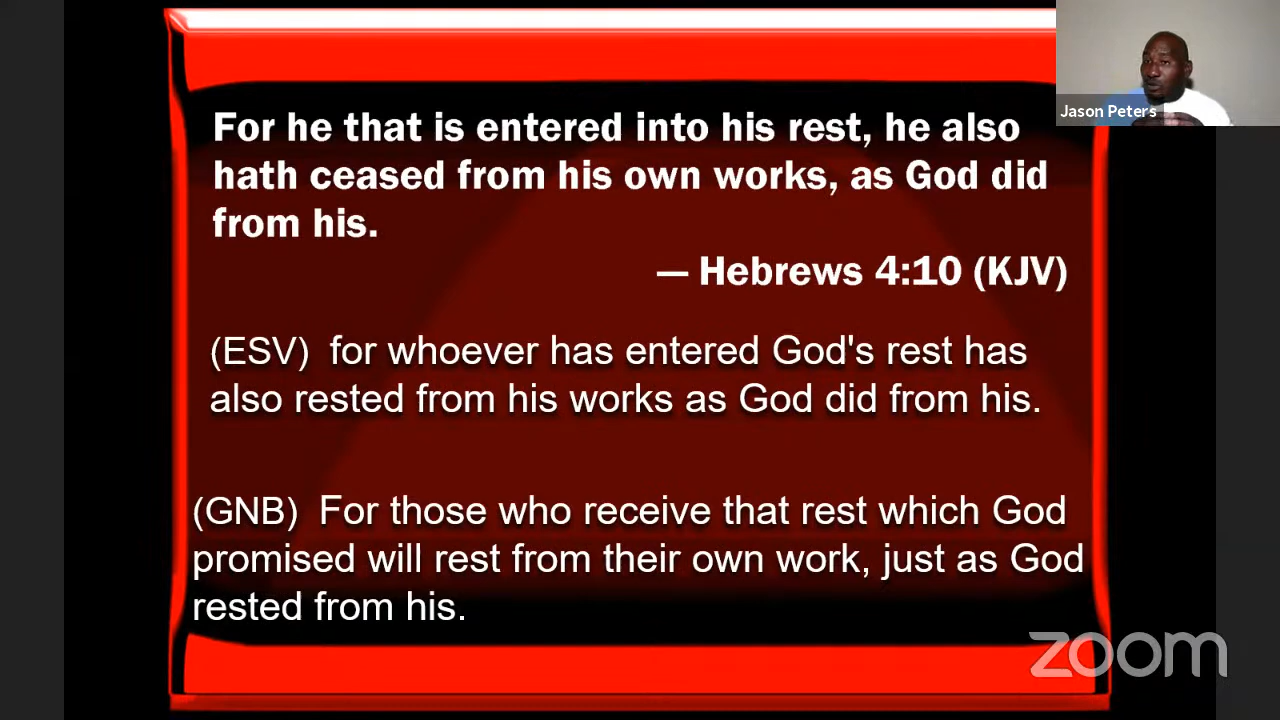 For he that is entered into his rest, he also
hath ceased from his own works, as God did
from his.
— Hebrews 4:10 (KJV)
(ESV)  for whoever has entered God's rest has
also rested from his works as God did from his.
(GNB)  For those who receive that rest which God
promised will rest from their own work, just as God
rested from his.
Jason Peters
zoom